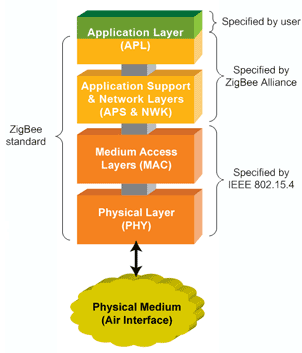 Specified by user
Application Layer
(APL)
Specified by
ZigBee Alliance
Application Support
& Network Layers
(APS & NWK)
ZigBee
standard
Medium Access
Layers (MAC)
Specified by
IEEE 802.15.4
Physical Layer
(PHY)
Physical Medium
(Air Interface)